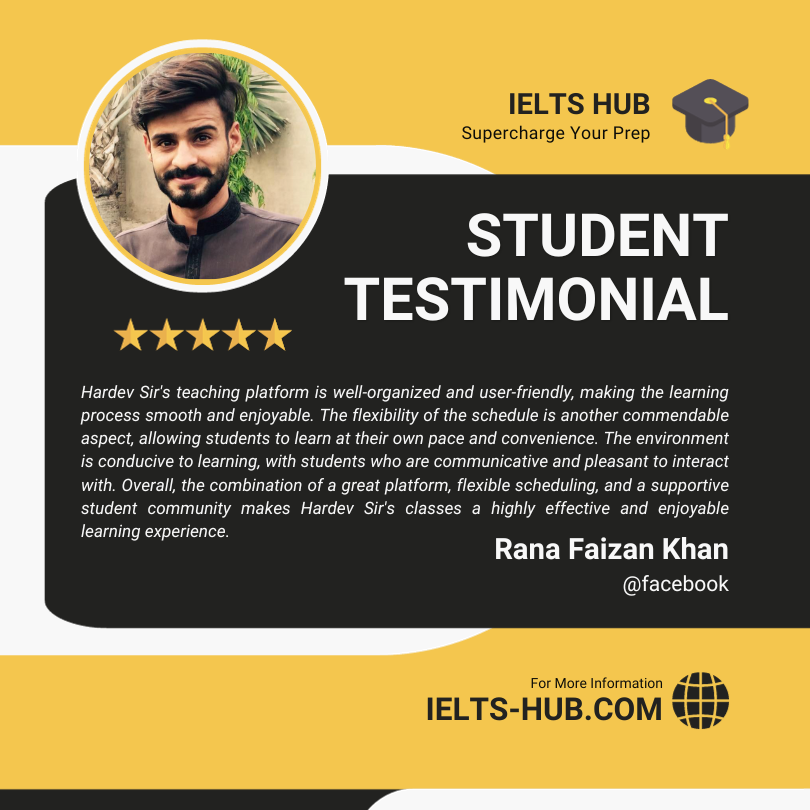 IELTS HUB
Supercharge Your Prep
STUDENT
TESTIMONIAL
Hardev Sir's teaching platform is well-organized and user-friendly, making the learning
process smooth and enjoyable. The flexibility of the schedule is another commendable
aspect, allowing students to learn at their own pace and convenience. The environment
is conducive to learning, with students who are communicative and pleasant to interact
with. Overall, the combination of a great platform, flexible scheduling, and a supportive
student community makes Hardev Sir's classes a highly effective and enjoyable
learning experience.
Rana Faizan Khan
@facebook
For More Information
IELTS-HUB.COM